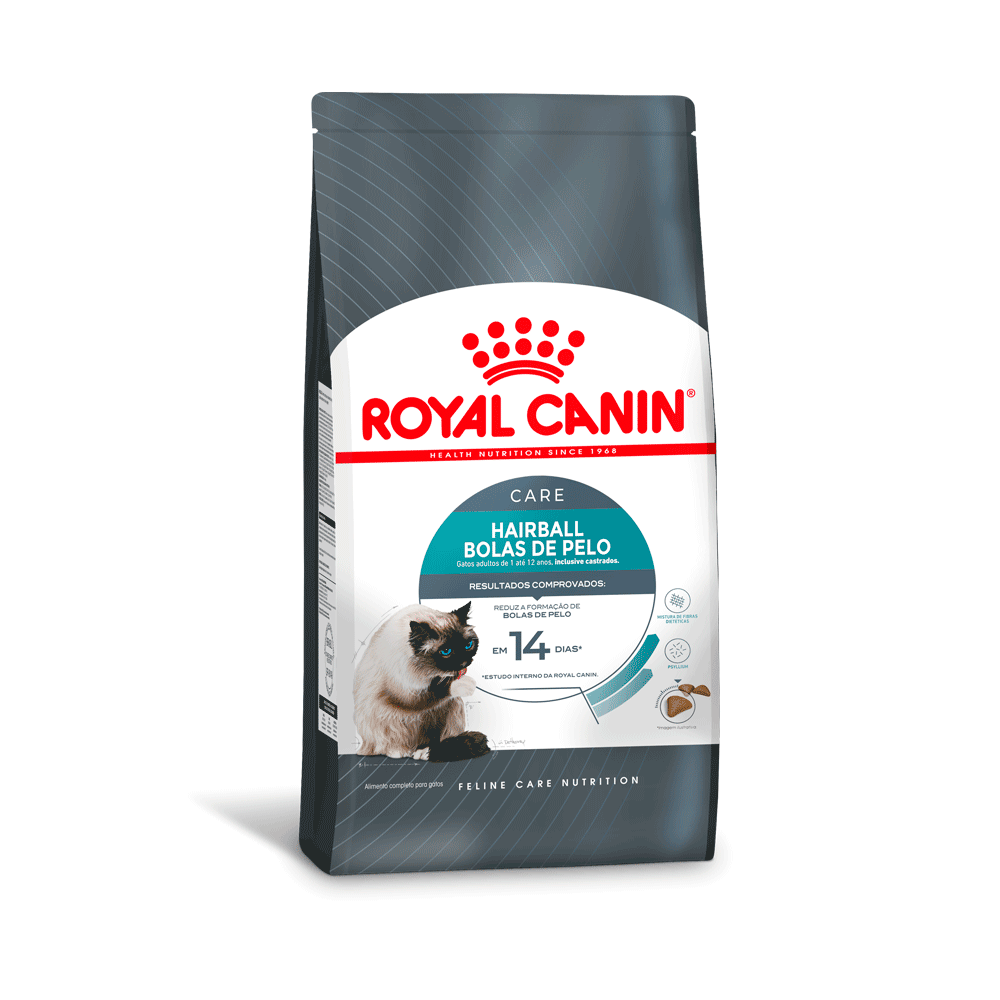 ROYAL CANIN®
HEALTH NUTRITION SINCE 1968
CARE
HAIRBALL
BOLAS DE PELO
Gatos adultos de 1 até 12 anos, inclusive castrados.
RESULTADOS COMPROVADOS:
REDUZ A FORMAÇÃO DE
BOLAS DE PELO
EM 14 DIAS*
*ESTUDO INTERNO DA ROYAL CANIN.
MISTURA DE FIBRAS
DIETÉTICAS
PSYLLIUM
*Imagem ilustrativa
Alimento completo para gatos
FELINE CARE NUTRITION